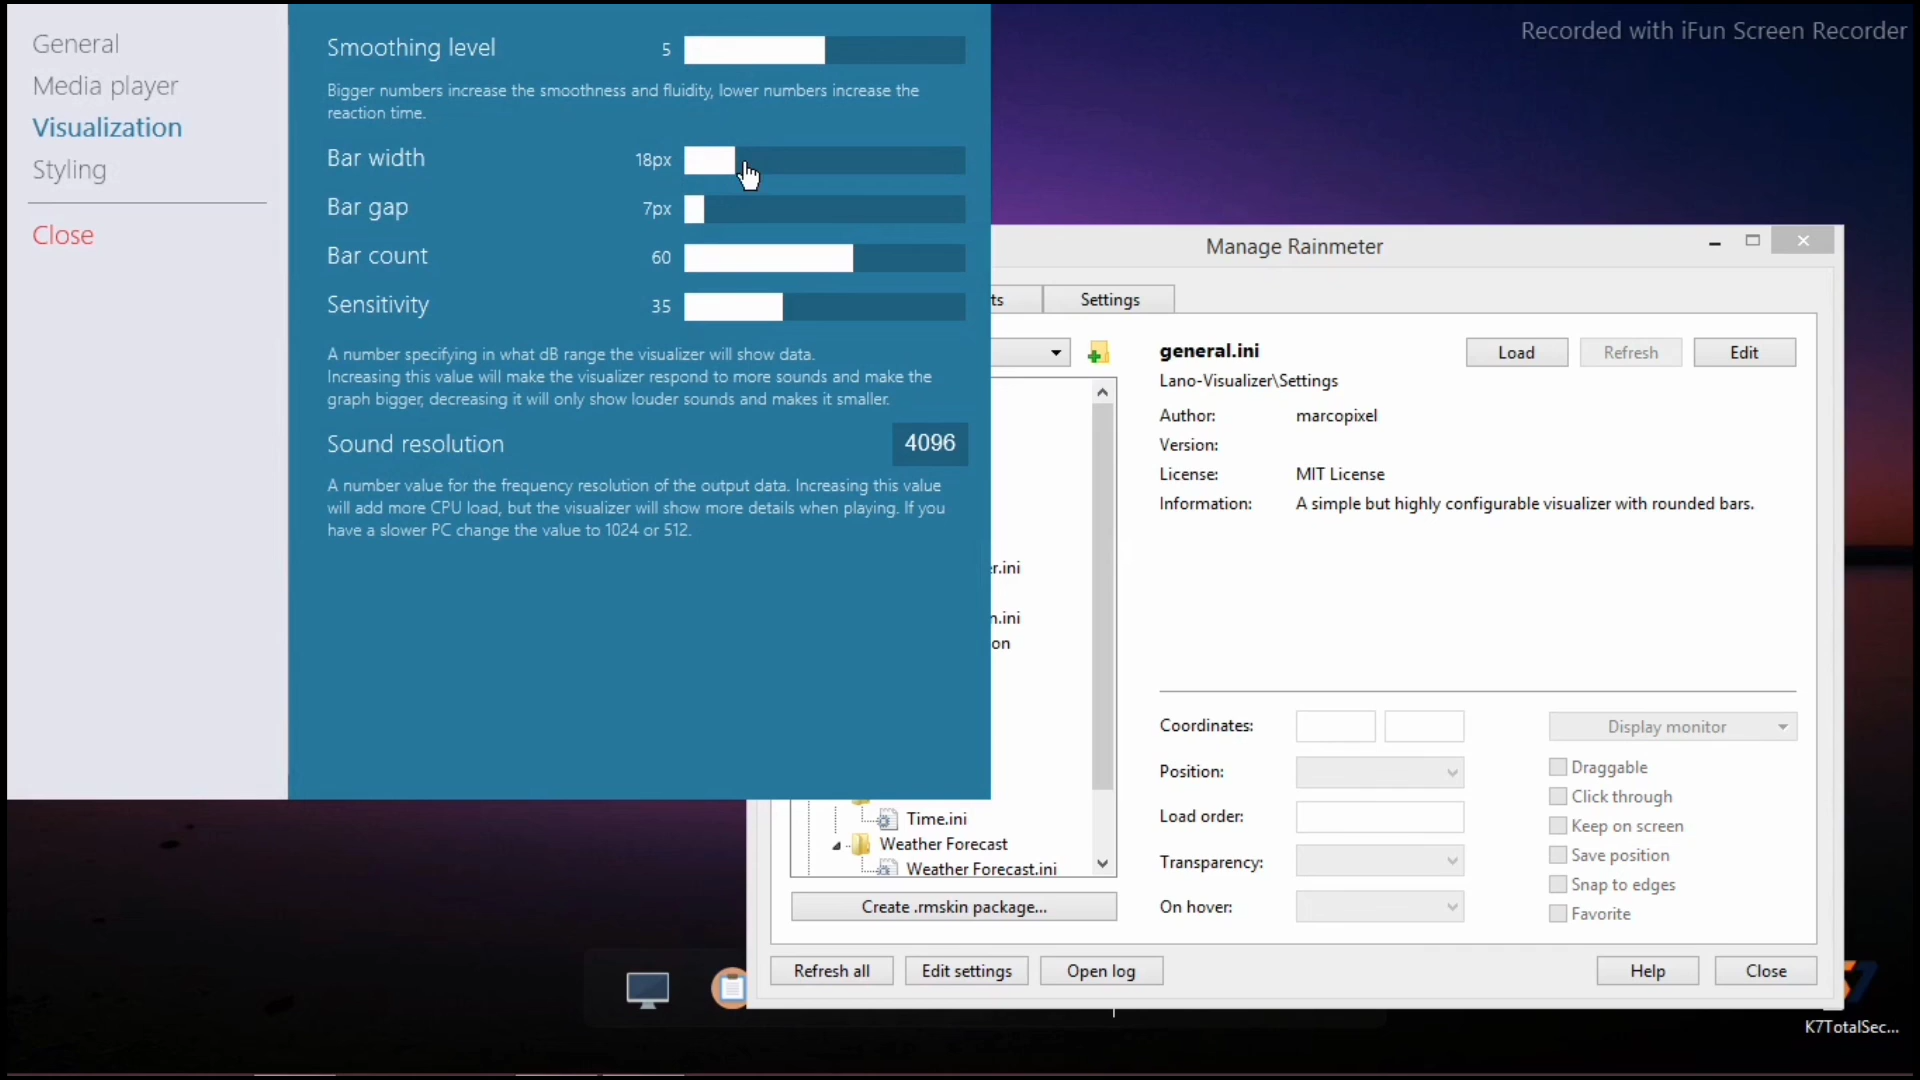 Recorded with iFun Screen Recorder
General
Media player
Visualization
Styling
Close
Smoothing level 5
Bigger numbers increase the smoothness and fluidity, lower numbers increase the
reaction time.
Bar width 18px
Bar gap 7px
Bar count 60
Sensitivity 35
A number specifying in what dB range the visualizer will show data.
Increasing this value will make the visualizer respond to more sounds and make the
graph bigger, decreasing it will only show louder sounds and makes it smaller.
Sound resolution 4096
A number value for the frequency resolution of the output data. Increasing this value
will add more CPU load, but the visualizer will show more details when playing. If you
have a slower PC change the value to 1024 or 512.
Manage Rainmeter
ts Settings
general.ini Load Refresh Edit
Lano-Visualizer\Settings
Author: marcopixel
Version:
License: MIT License
Information: A simple but highly configurable visualizer with rounded bars.
r.ini
n.ini
on
Coordinates: Display monitor
Position: Draggable
Click through
Load order: Keep on screen
Transparency: Save position
Snap to edges
On hover: Favorite
Time.ini
Weather Forecast
Weather Forecast.ini
Create .rmskin package...
Refresh all Edit settings Open log Help Close
K7TotalSec...